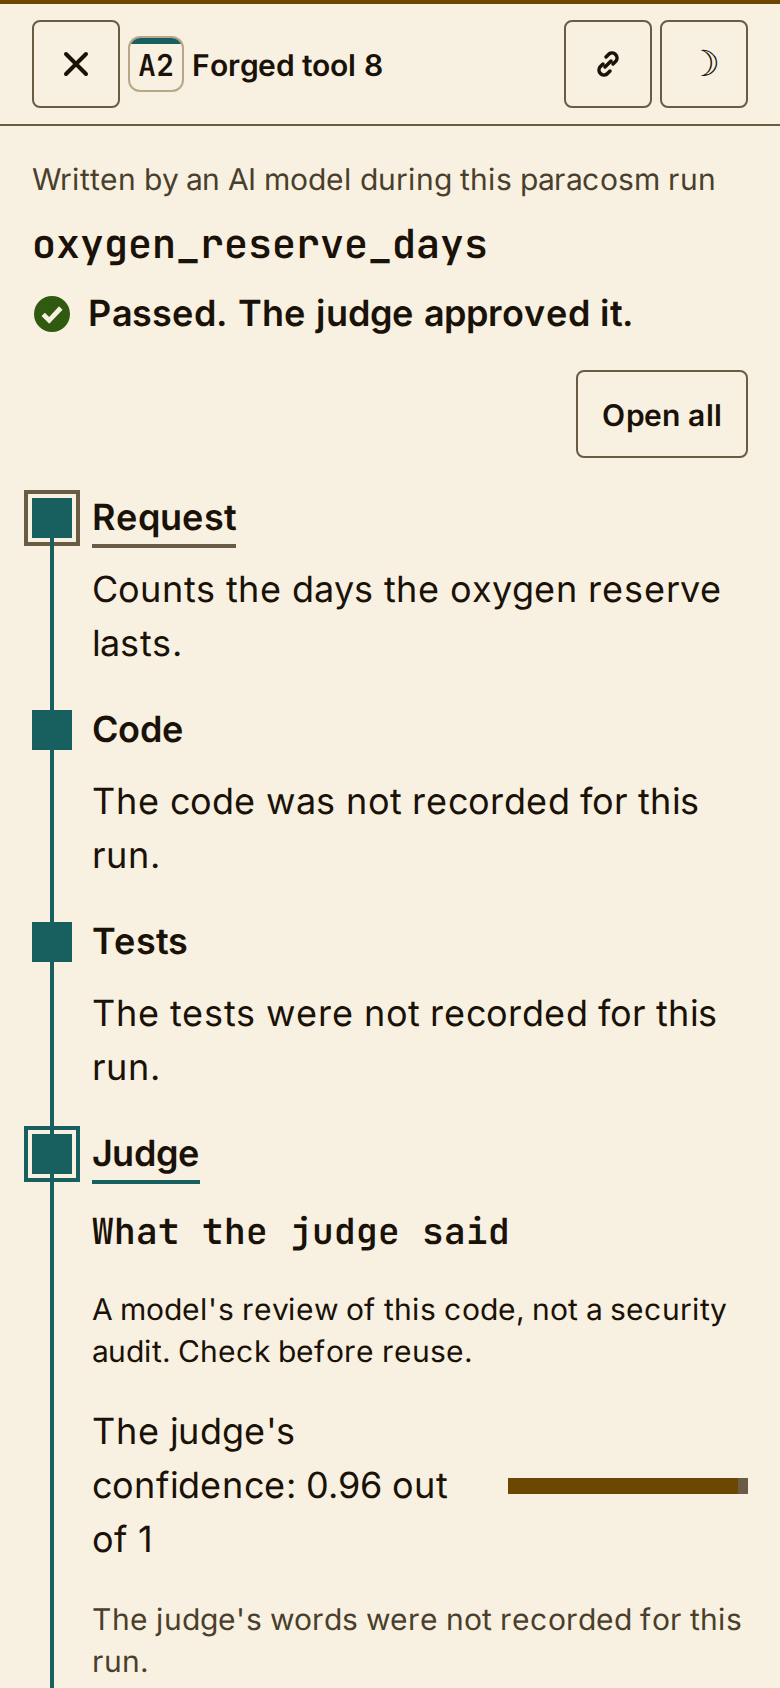 A2 Forged tool 8
Written by an AI model during this paracosm run
oxygen_reserve_days
Passed. The judge approved it.
Open all
Request
Counts the days the oxygen reserve
lasts.
Code
The code was not recorded for this
run.
Tests
The tests were not recorded for this
run.
Judge
What the judge said
A model's review of this code, not a security
audit. Check before reuse.
The judge's
confidence: 0.96 out
of 1
The judge's words were not recorded for this
run.